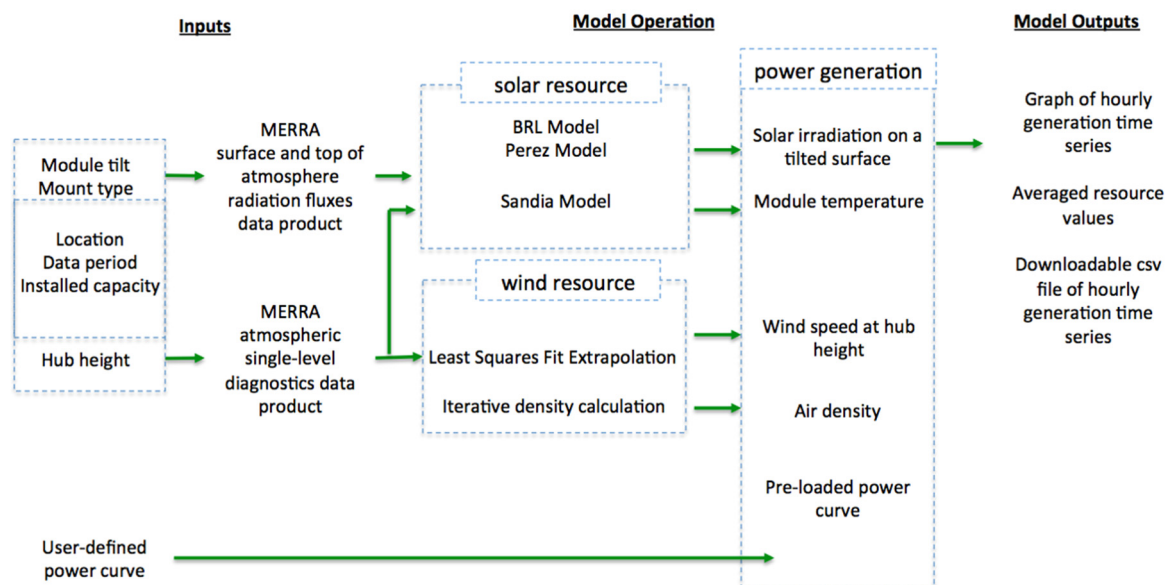 Inputs
Model Operation
Model Outputs
Module tilt
Mount type
Location
Data period
Installed capacity
Hub height
User-defined
power curve
MERRA
surface and top of
atmosphere
radiation fluxes
data product
MERRA
atmospheric
single-level
diagnostics data
product
solar resource
BRL Model
Perez Model
Sandia Model
wind resource
Least Squares Fit Extrapolation
Iterative density calculation
power generation
Solar irradiation on a
tilted surface
Module temperature
Wind speed at hub
height
Air density
Pre-loaded power
curve
Graph of hourly
generation time
series
Averaged resource
values
Downloadable csv
file of hourly
generation time
series